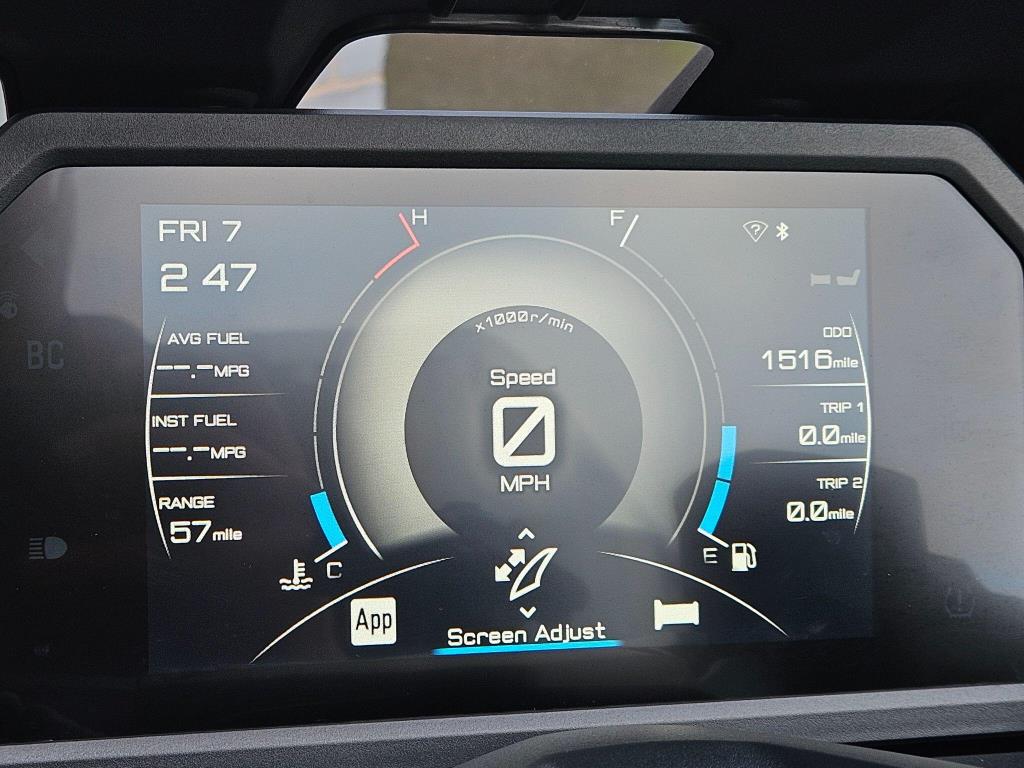 FRI 7
2 47
H
F
?
AVG FUEL
--.-MPG
INST FUEL
--.-MPG
RANGE
57mile
x1000r/min
Speed
0
MPH
ODO
1516mile
TRIP 1
0.0mile
TRIP 2
0.0mile
C
E
App
Screen Adjust
BC